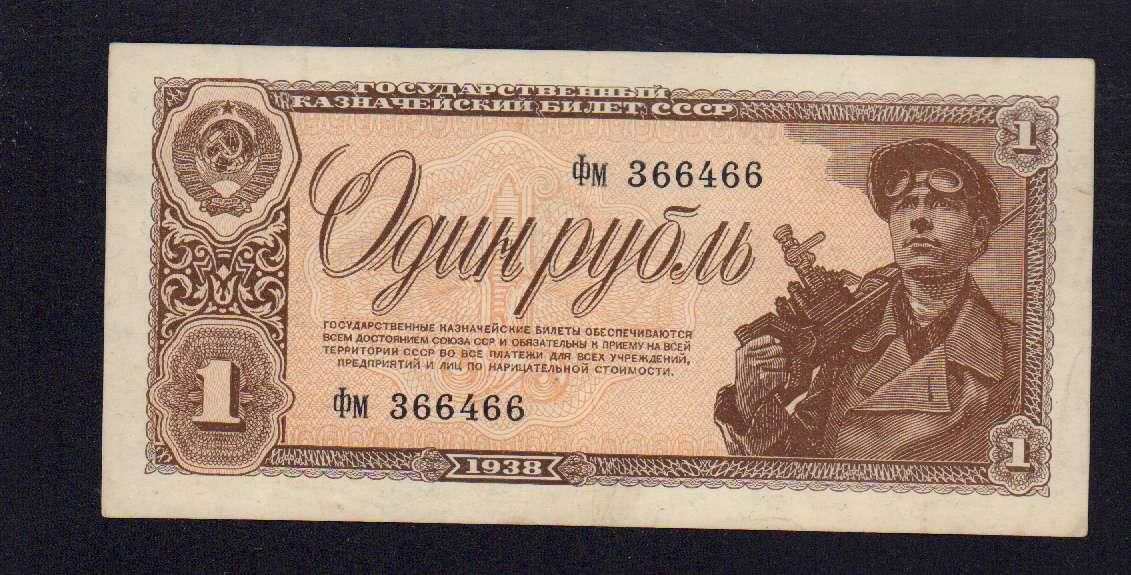 ГОСУДАРСТВЕННЫЙ
КАЗНАЧЕЙСКИЙ БИЛЕТ СССР
1
Фм 366466
Один рубль
ГОСУДАРСТВЕННЫЕ КАЗНАЧЕЙСКИЕ БИЛЕТЫ ОБЕСПЕЧИВАЮТСЯ
ВСЕМ ДОСТОЯНИЕМ СОЮЗА ССР И ОБЯЗАТЕЛЬНЫ К ПРИЕМУ НА ВСЕЙ
ТЕРРИТОРИИ СССР ВО ВСЕ ПЛАТЕЖИ ДЛЯ ВСЕХ УЧРЕЖДЕНИЙ,
ПРЕДПРИЯТИЙ И ЛИЦ ПО НАРИЦАТЕЛЬНОЙ СТОИМОСТИ.
1
Фм 366466
1
1938